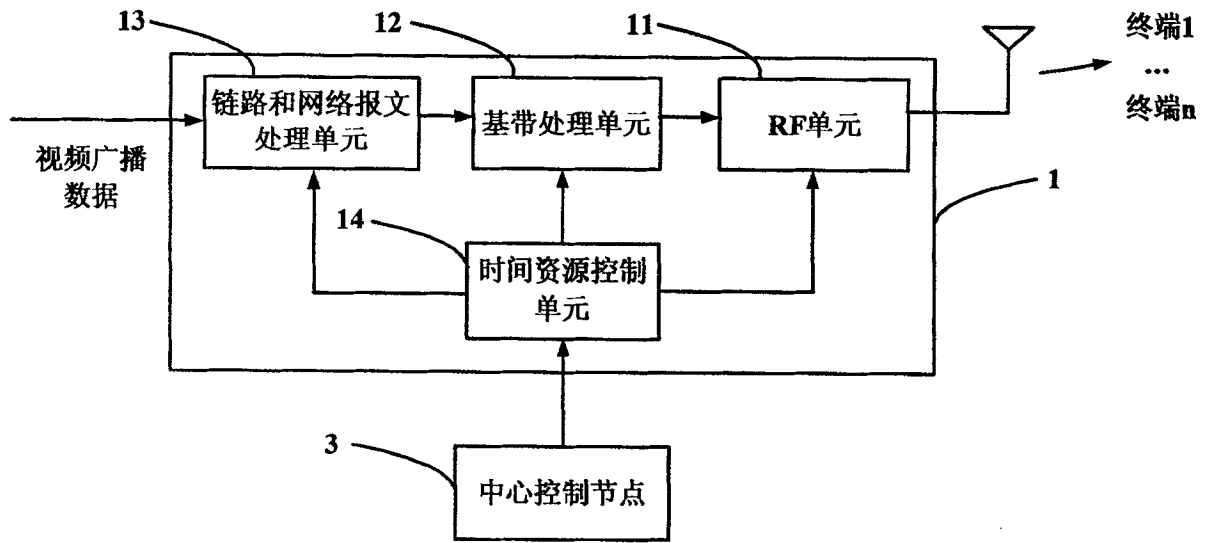 13
12
11
终端1
...
终端n
链路和网络报文
处理单元
基带处理单元
RF单元
视频广播
数据
1
14
时间资源控制
单元
3
中心控制节点